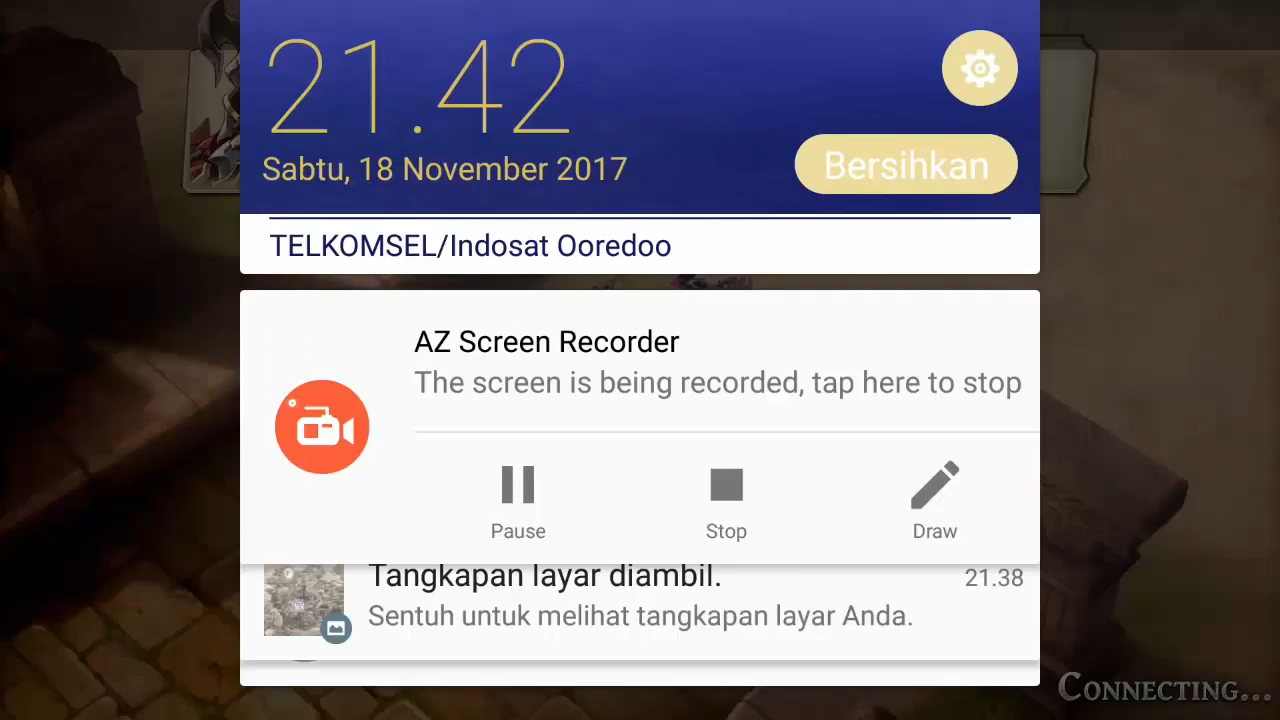 21.42
Sabtu, 18 November 2017
Bersihkan
TELKOMSEL/Indosat Ooredoo
AZ Screen Recorder
The screen is being recorded, tap here to stop
Pause
Stop
Draw
Tangkapan layar diambil.
21.38
Sentuh untuk melihat tangkapan layar Anda.
CONNECTING...